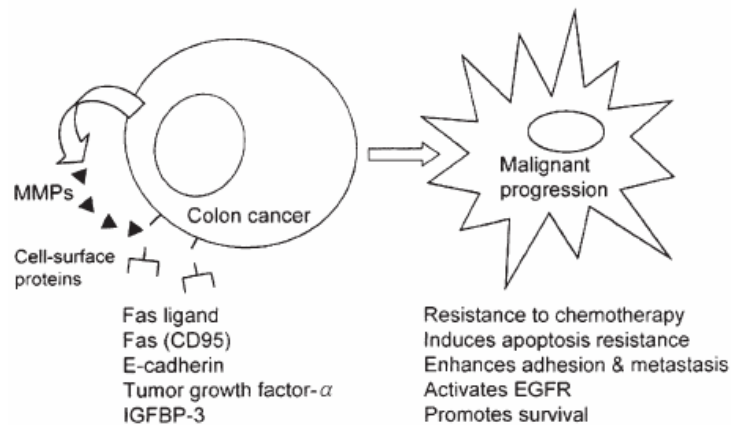 MMPs
Colon cancer
Cell-surface
proteins
Malignant
progression
Fas ligand
Fas (CD95)
E-cadherin
Tumor growth factor-α
IGFBP-3
Resistance to chemotherapy
Induces apoptosis resistance
Enhances adhesion & metastasis
Activates EGFR
Promotes survival